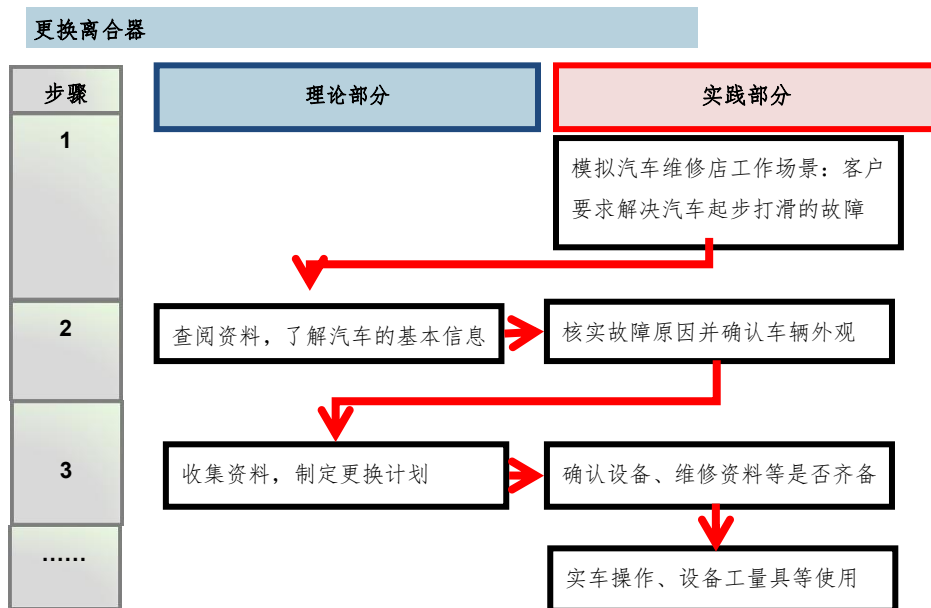 更换离合器
步骤
理论部分
实践部分
1
模拟汽车维修店工作场景：客户
要求解决汽车起步打滑的故障
2
查阅资料，了解汽车的基本信息
核实故障原因并确认车辆外观
3
收集资料，制定更换计划
确认设备、维修资料等是否齐备
……
实车操作、设备工量具等使用